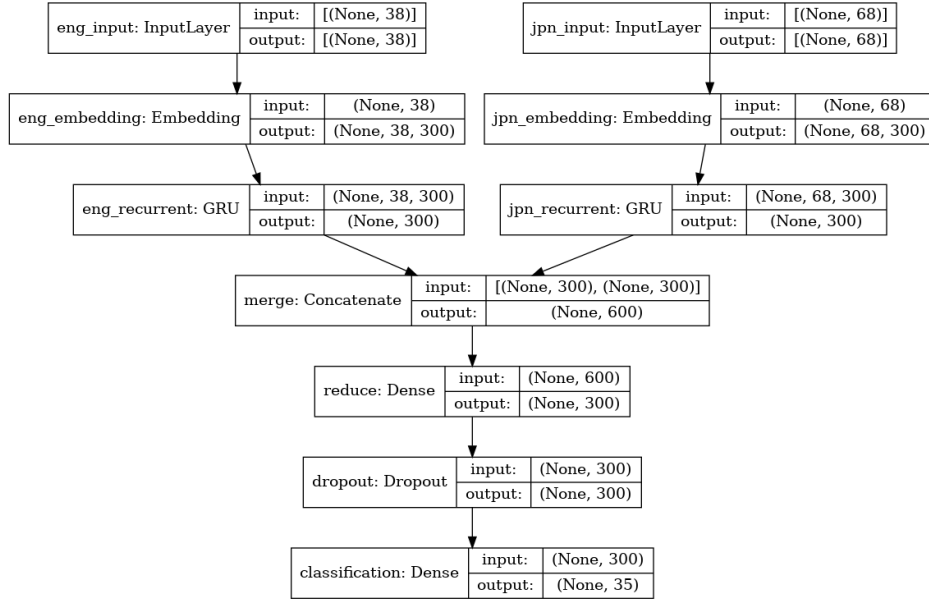 eng_input: InputLayer
input: [(None, 38)]
output: [(None, 38)]
jpn_input: InputLayer
input: [(None, 68)]
output: [(None, 68)]
eng_embedding: Embedding
input: (None, 38)
output: (None, 38, 300)
jpn_embedding: Embedding
input: (None, 68)
output: (None, 68, 300)
eng_recurrent: GRU
input: (None, 38, 300)
output: (None, 300)
jpn_recurrent: GRU
input: (None, 68, 300)
output: (None, 300)
merge: Concatenate
input: [(None, 300), (None, 300)]
output: (None, 600)
reduce: Dense
input: (None, 600)
output: (None, 300)
dropout: Dropout
input: (None, 300)
output: (None, 300)
classification: Dense
input: (None, 300)
output: (None, 35)